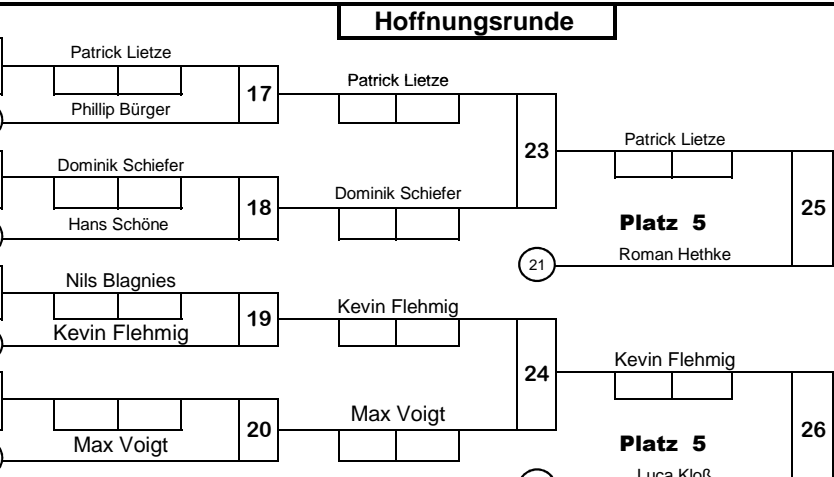 Hoffnungsrunde
Patrick Lietze
17
Phillip Bürger
Patrick Lietze
23
Patrick Lietze
Dominik Schiefer
18
Hans Schöne
Dominik Schiefer
Platz 5
25
21
Roman Hethke
Nils Blagnies
19
Kevin Flehmig
Kevin Flehmig
24
Kevin Flehmig
20
Max Voigt
Max Voigt
Platz 5
26
Luca Kloß